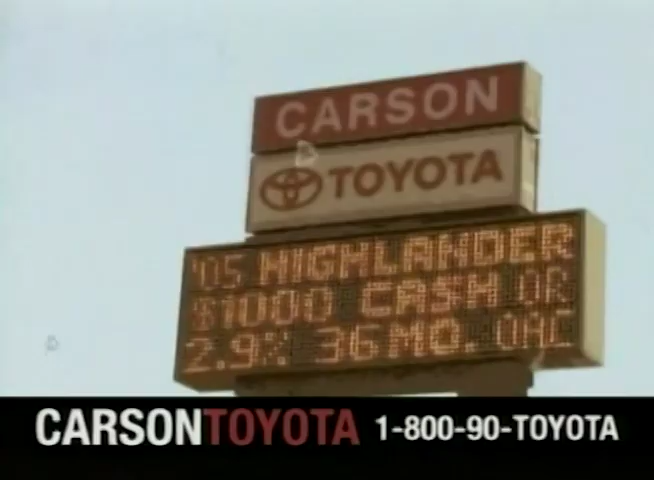 CARSON
TOYOTA
'05 HIGHLANDER
$1000 CASH OR
2.9% 36MO. OAC
CARSONTOYOTA 1-800-90-TOYOTA